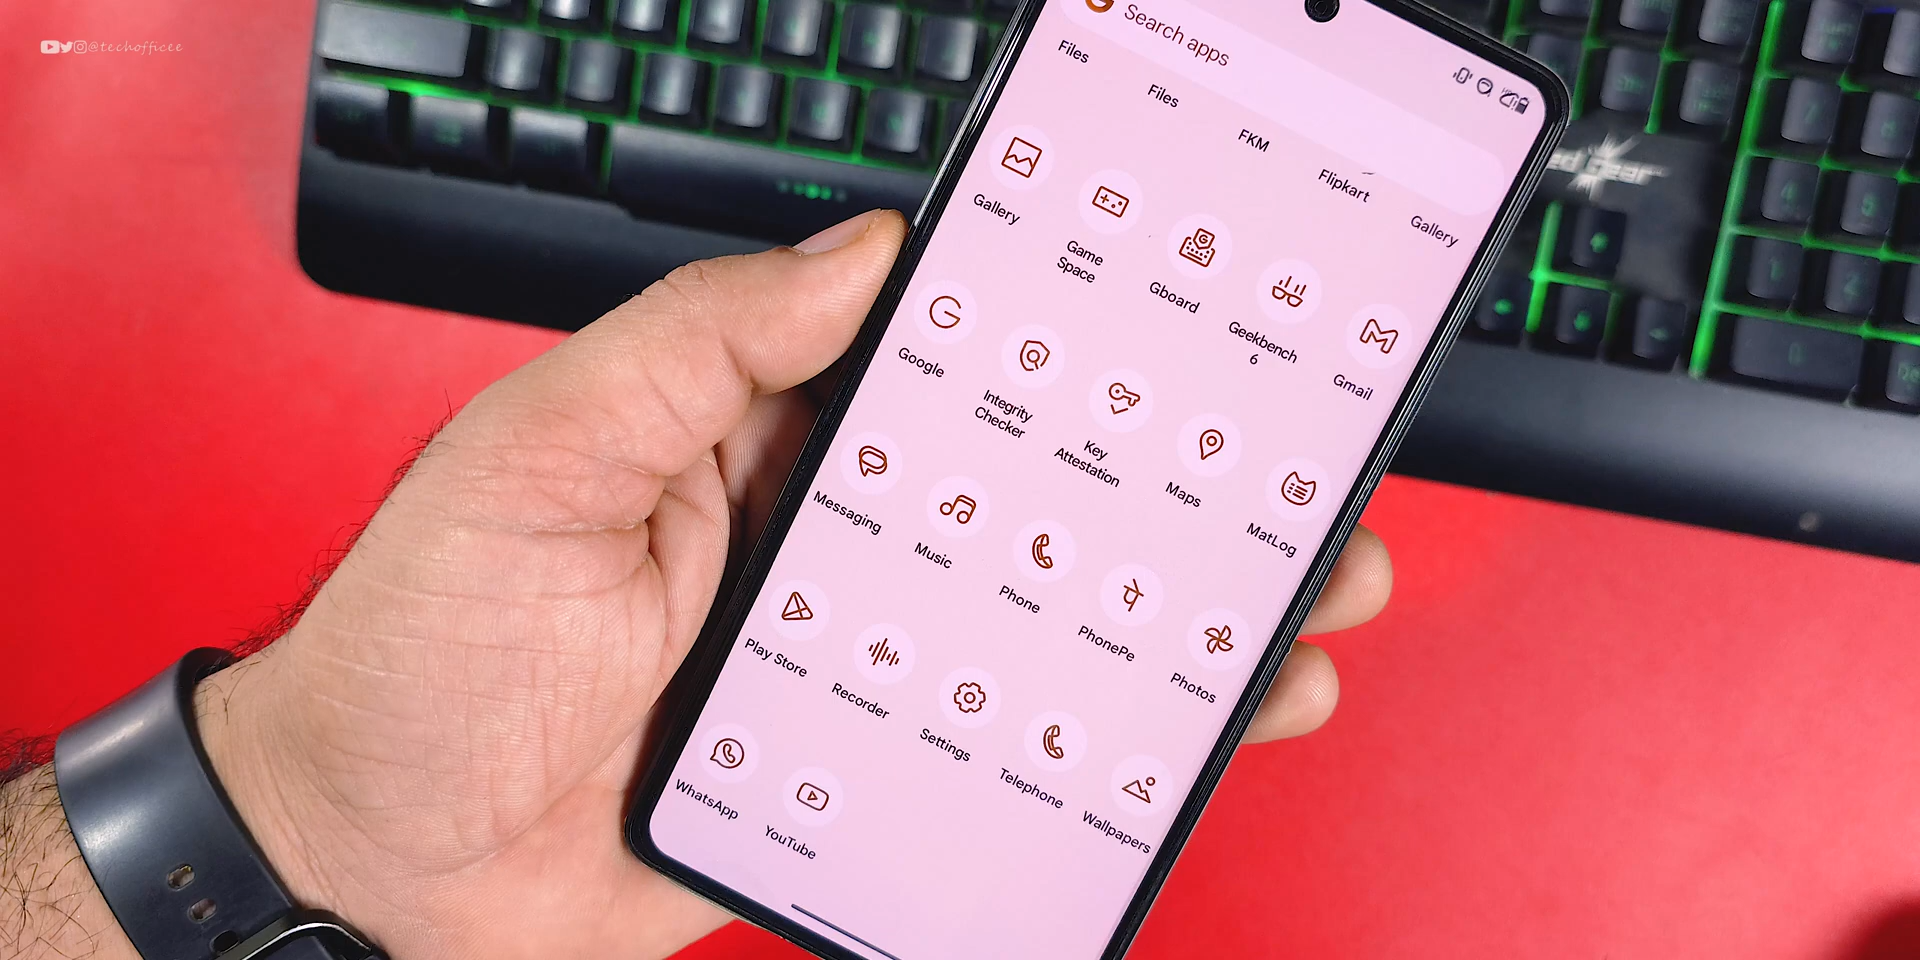 @techofficee
Search apps
Files
Files
FKM
Flipkart
Gallery
Gallery
Game
Space
Gboard
Geekbench
6
Gmail
Google
Integrity
Checker
Key
Attestation
Maps
MatLog
Messaging
Music
Phone
PhonePe
Photos
Play Store
Recorder
Settings
Telephone
Wallpapers
WhatsApp
YouTube